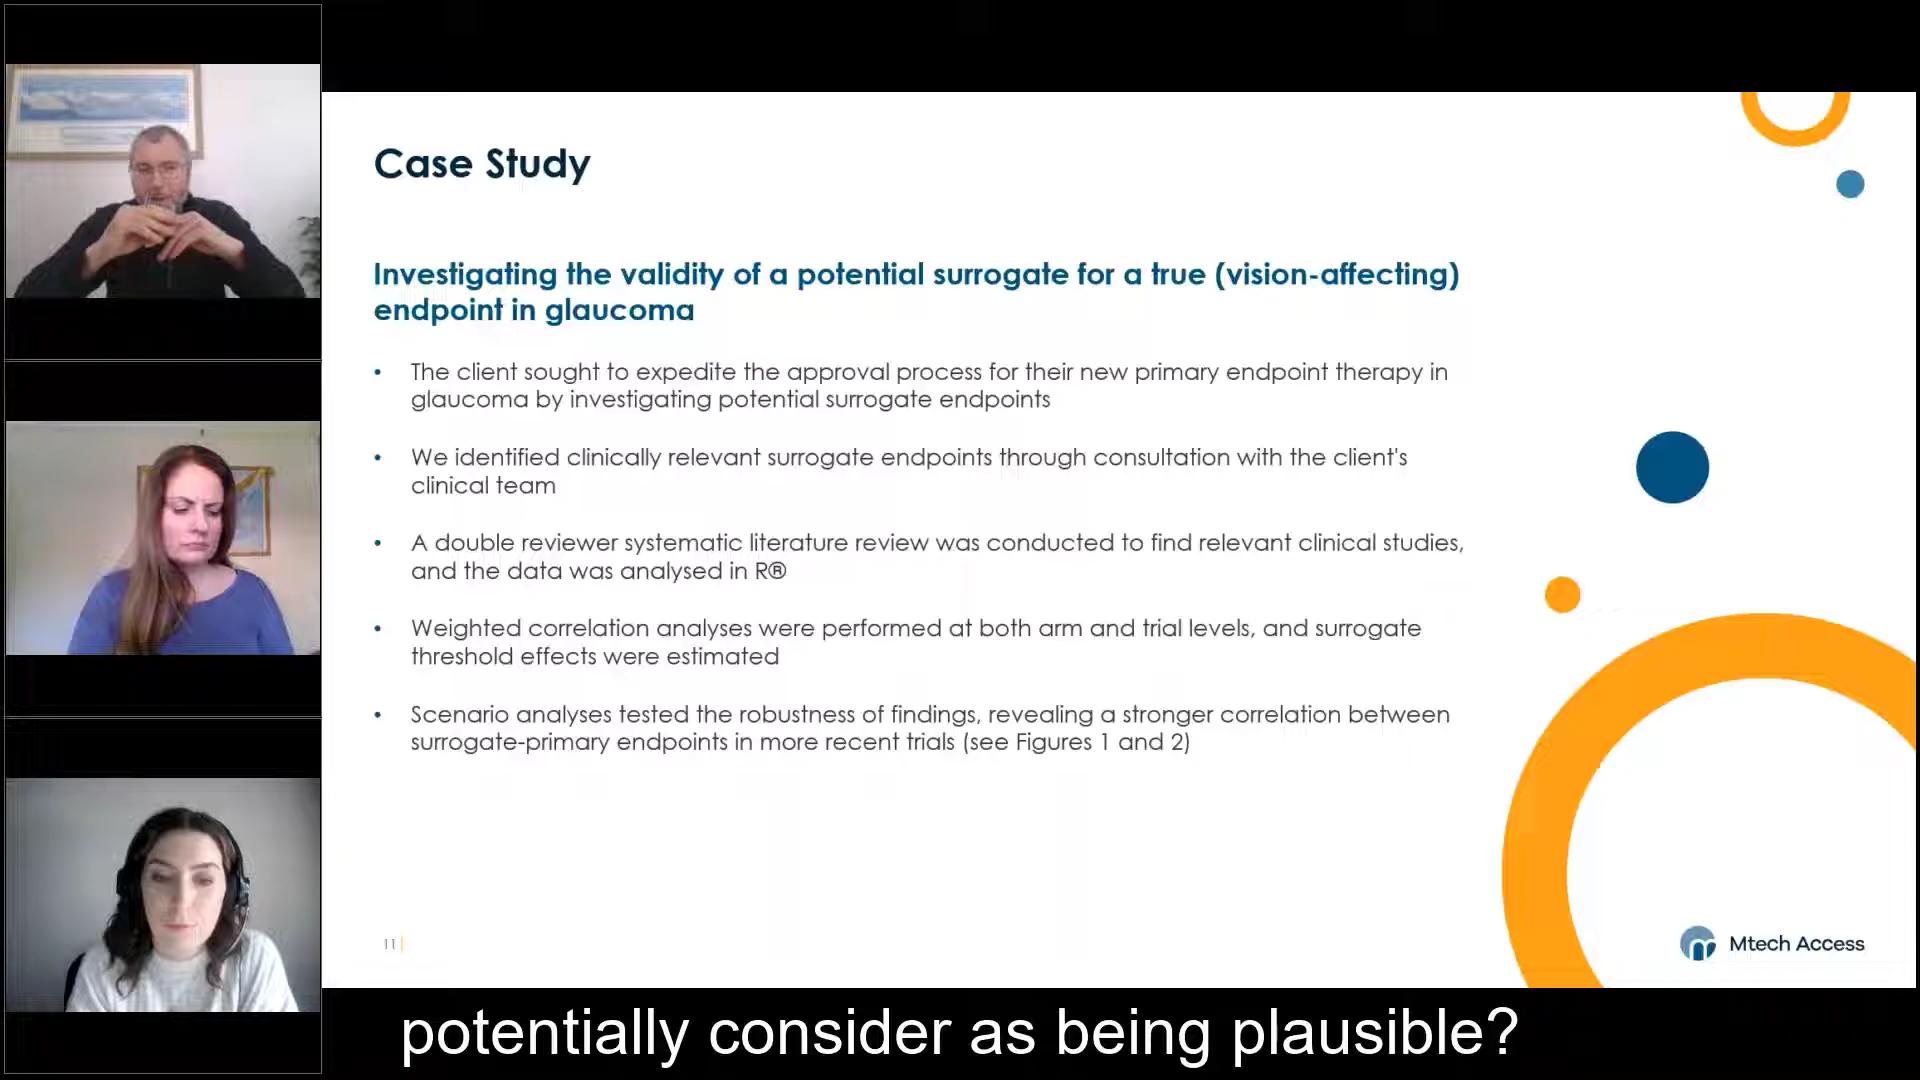 Case Study
Investigating the validity of a potential surrogate for a true (vision-affecting)
endpoint in glaucoma
• The client sought to expedite the approval process for their new primary endpoint therapy in
glaucoma by investigating potential surrogate endpoints
• We identified clinically relevant surrogate endpoints through consultation with the client's
clinical team
• A double reviewer systematic literature review was conducted to find relevant clinical studies,
and the data was analysed in R®
• Weighted correlation analyses were performed at both arm and trial levels, and surrogate
threshold effects were estimated
• Scenario analyses tested the robustness of findings, revealing a stronger correlation between
surrogate-primary endpoints in more recent trials (see Figures 1 and 2)
11
Mtech Access
potentially consider as being plausible?